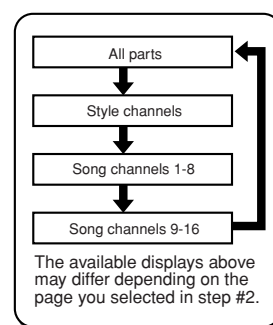 All parts
Style channels
Song channels 1-8
Song channels 9-16
The available displays above
may differ depending on the
page you selected in step #2.